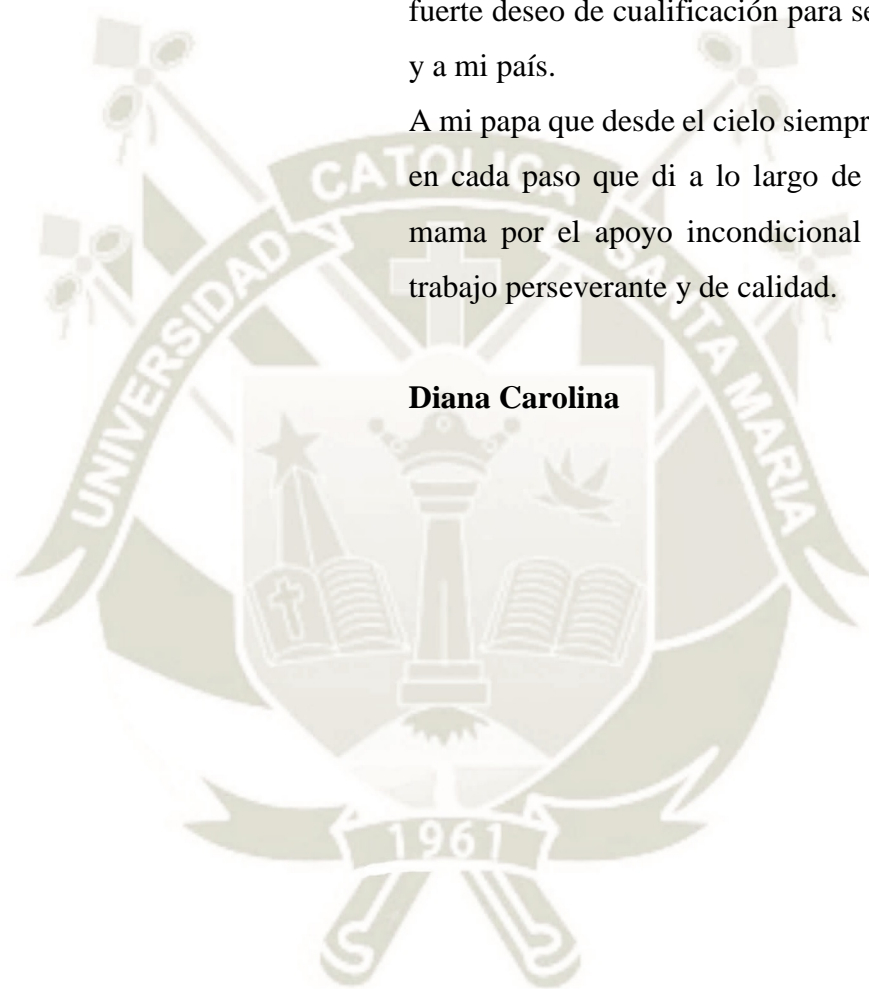 fuerte deseo de cualificación para se
y a mi país.
A mi papa que desde el cielo siempr
en cada paso que di a lo largo de
mama por el apoyo incondicional
trabajo perseverante y de calidad.
Diana Carolina
UNIVERSIDAD CATOLICA SANTA MARIA
1961